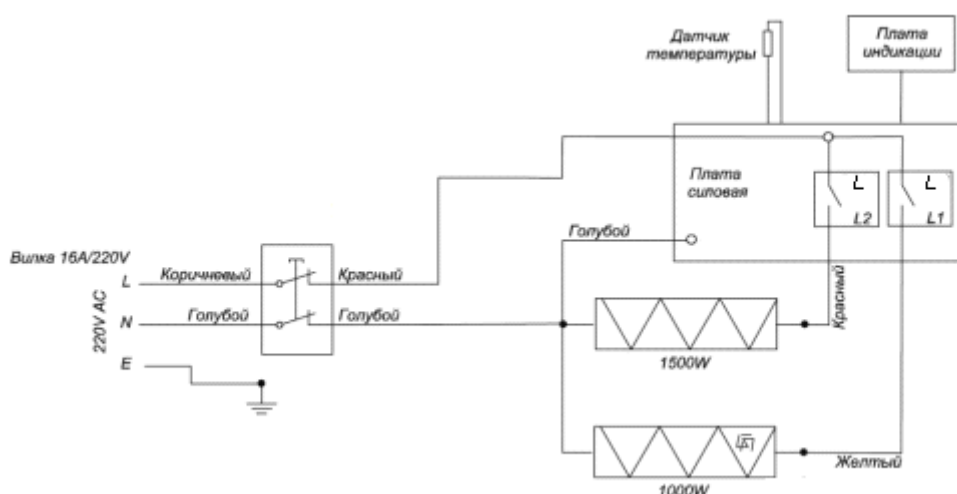 Датчик
температуры
Плата
индикации
Плата
силовая
L
L
L2
L1
Голубой
Вилка 16А/220V
L
Коричневый
Красный
220V AC
N
Голубой
Голубой
Красный
E
1500W
Желтый
1000W